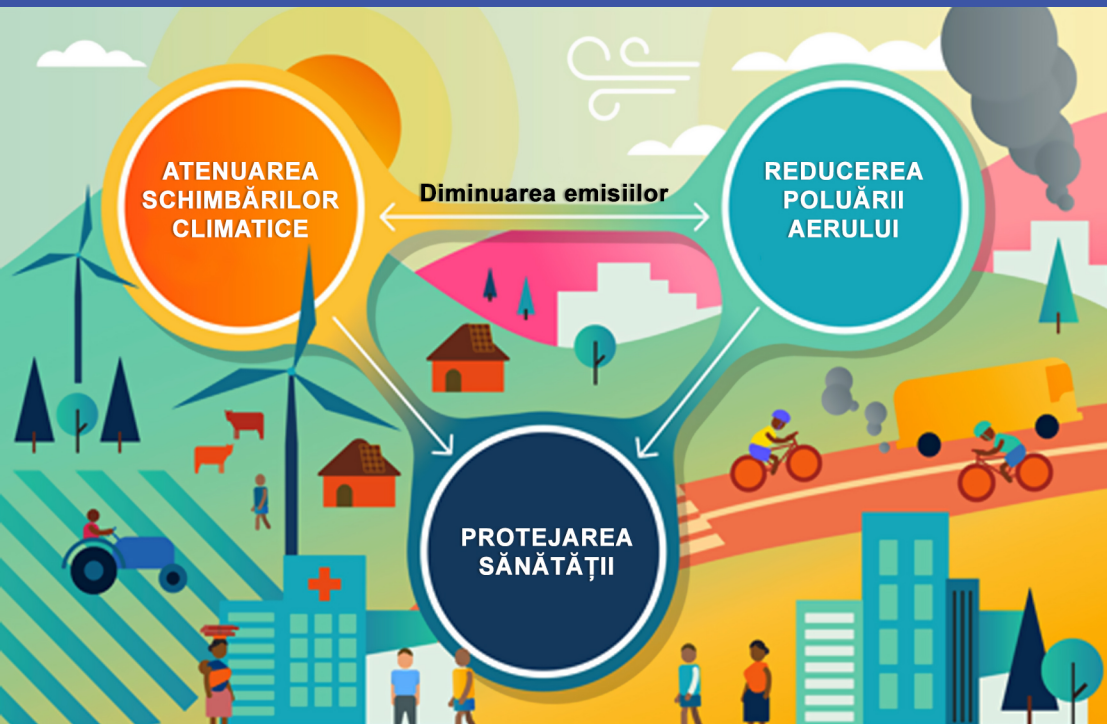 ATENUAREA
SCHIMBĂRILOR
CLIMATICE
Diminuarea emisiilor
REDUCEREA
POLUĂRII
AERULUI
PROTEJAREA
SĂNĂTĂȚII